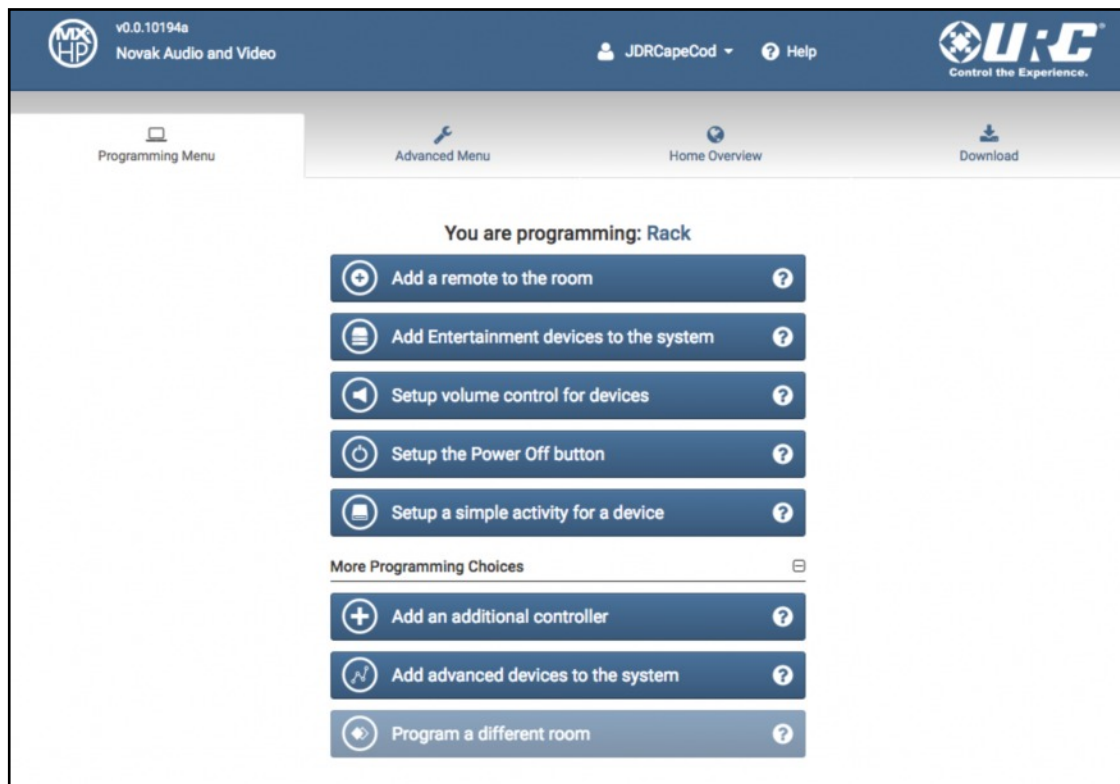 v0.0.10194a
MX HP
Novak Audio and Video
JDRCapeCod
Help
URC
Control the Experience.
Programming Menu
Advanced Menu
Home Overview
Download
You are programming: Rack
Add a remote to the room
Add Entertainment devices to the system
Setup volume control for devices
Setup the Power Off button
Setup a simple activity for a device
More Programming Choices
Add an additional controller
Add advanced devices to the system
Program a different room